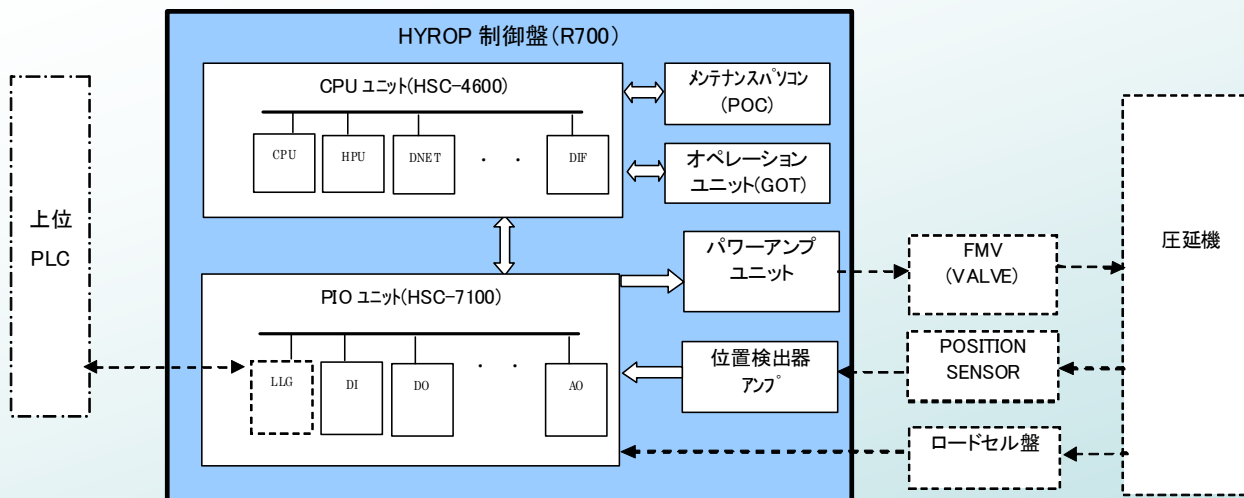 HYROP 制御盤(R700)
上位
PLC
CPU ユニット(HSC-4600)
CPU
HPU
DNET
・ ・
DIF
メンテナンスパソコン
(POC)
オペレーション
ユニット(GOT)
PIO ユニット(HSC-7100)
LLG
DI
DO
・ ・
AO
パワーアンプ
ユニット
位置検出器
アンプ
FMV
(VALVE)
POSITION
SENSOR
ロードセル盤
圧延機